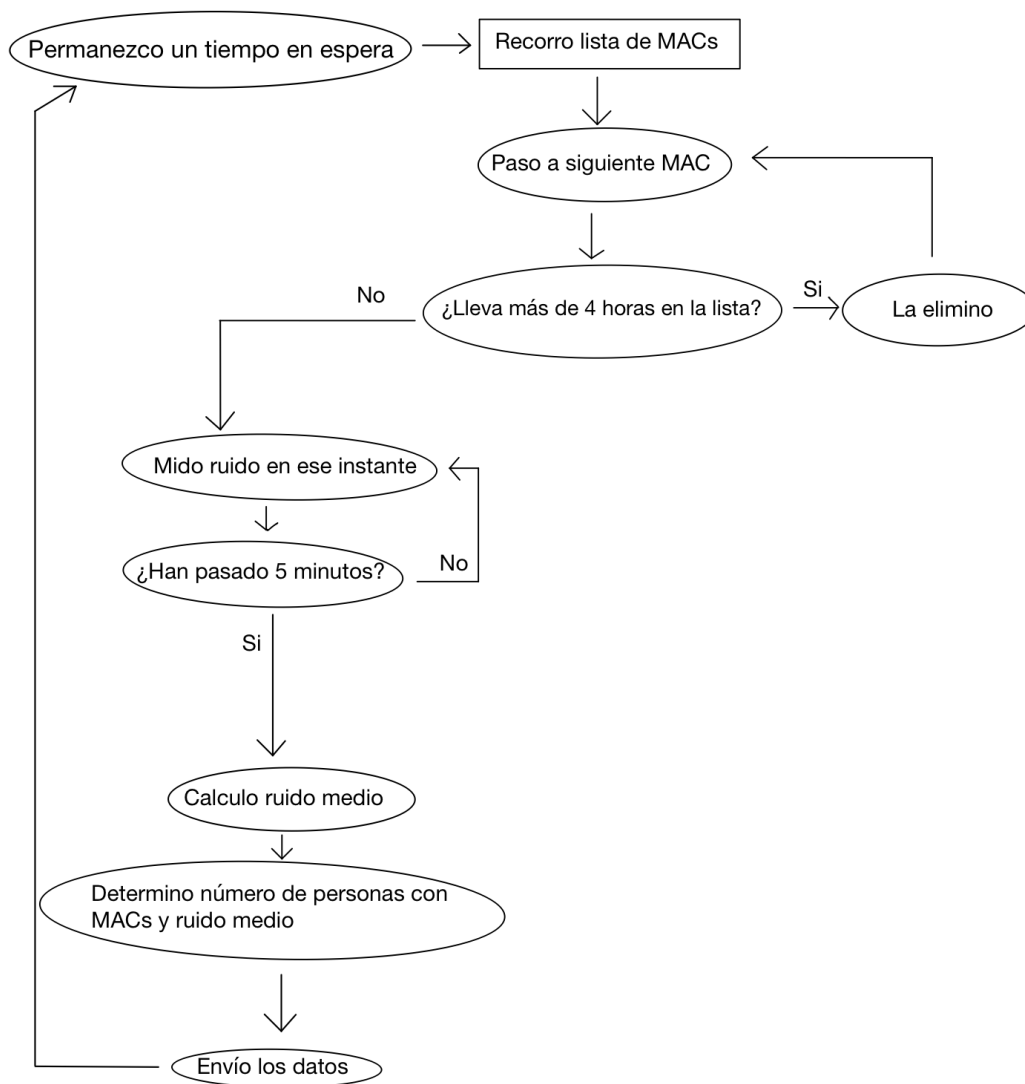 Permanezco un tiempo en espera
Recorro lista de MACs
Paso a siguiente MAC
¿Lleva más de 4 horas en la lista?
No
Si
La elimino
Mido ruido en ese instante
¿Han pasado 5 minutos?
No
Si
Calculo ruido medio
Determino número de personas con
MACs y ruido medio
Envío los datos